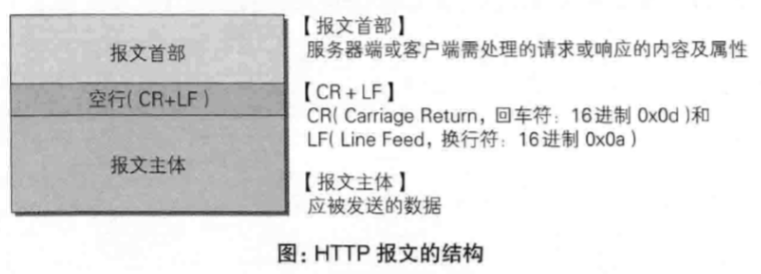 报文首部
空行( CR+LF )
报文主体
【报文首部】
服务器端或客户端需处理的请求或响应的内容及属性
【CR + LF】
CR( Carriage Return, 回车符: 16进制 0x0d )和
LF( Line Feed, 换行符: 16进制 0x0a )
【报文主体】
应被发送的数据
图: HTTP 报文的结构